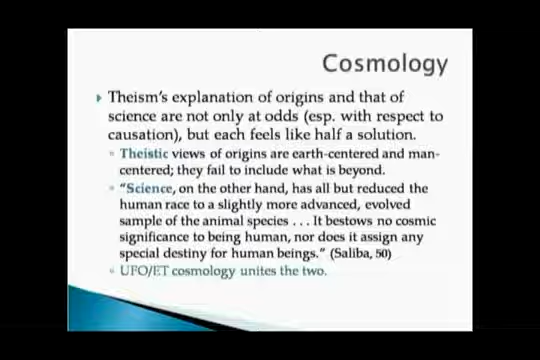 Cosmology
Theism's explanation of origins and that of
science are not only at odds (esp. with respect to
causation), but each feels like half a solution.
Theistic views of origins are earth-centered and man-
centered; they fail to include what is beyond.
"Science, on the other hand, has all but reduced the
human race to a slightly more advanced, evolved
sample of the animal species . . . It bestows no cosmic
significance to being human, nor does it assign any
special destiny for human beings." (Saliba, 50)
UFO/ET cosmology unites the two.